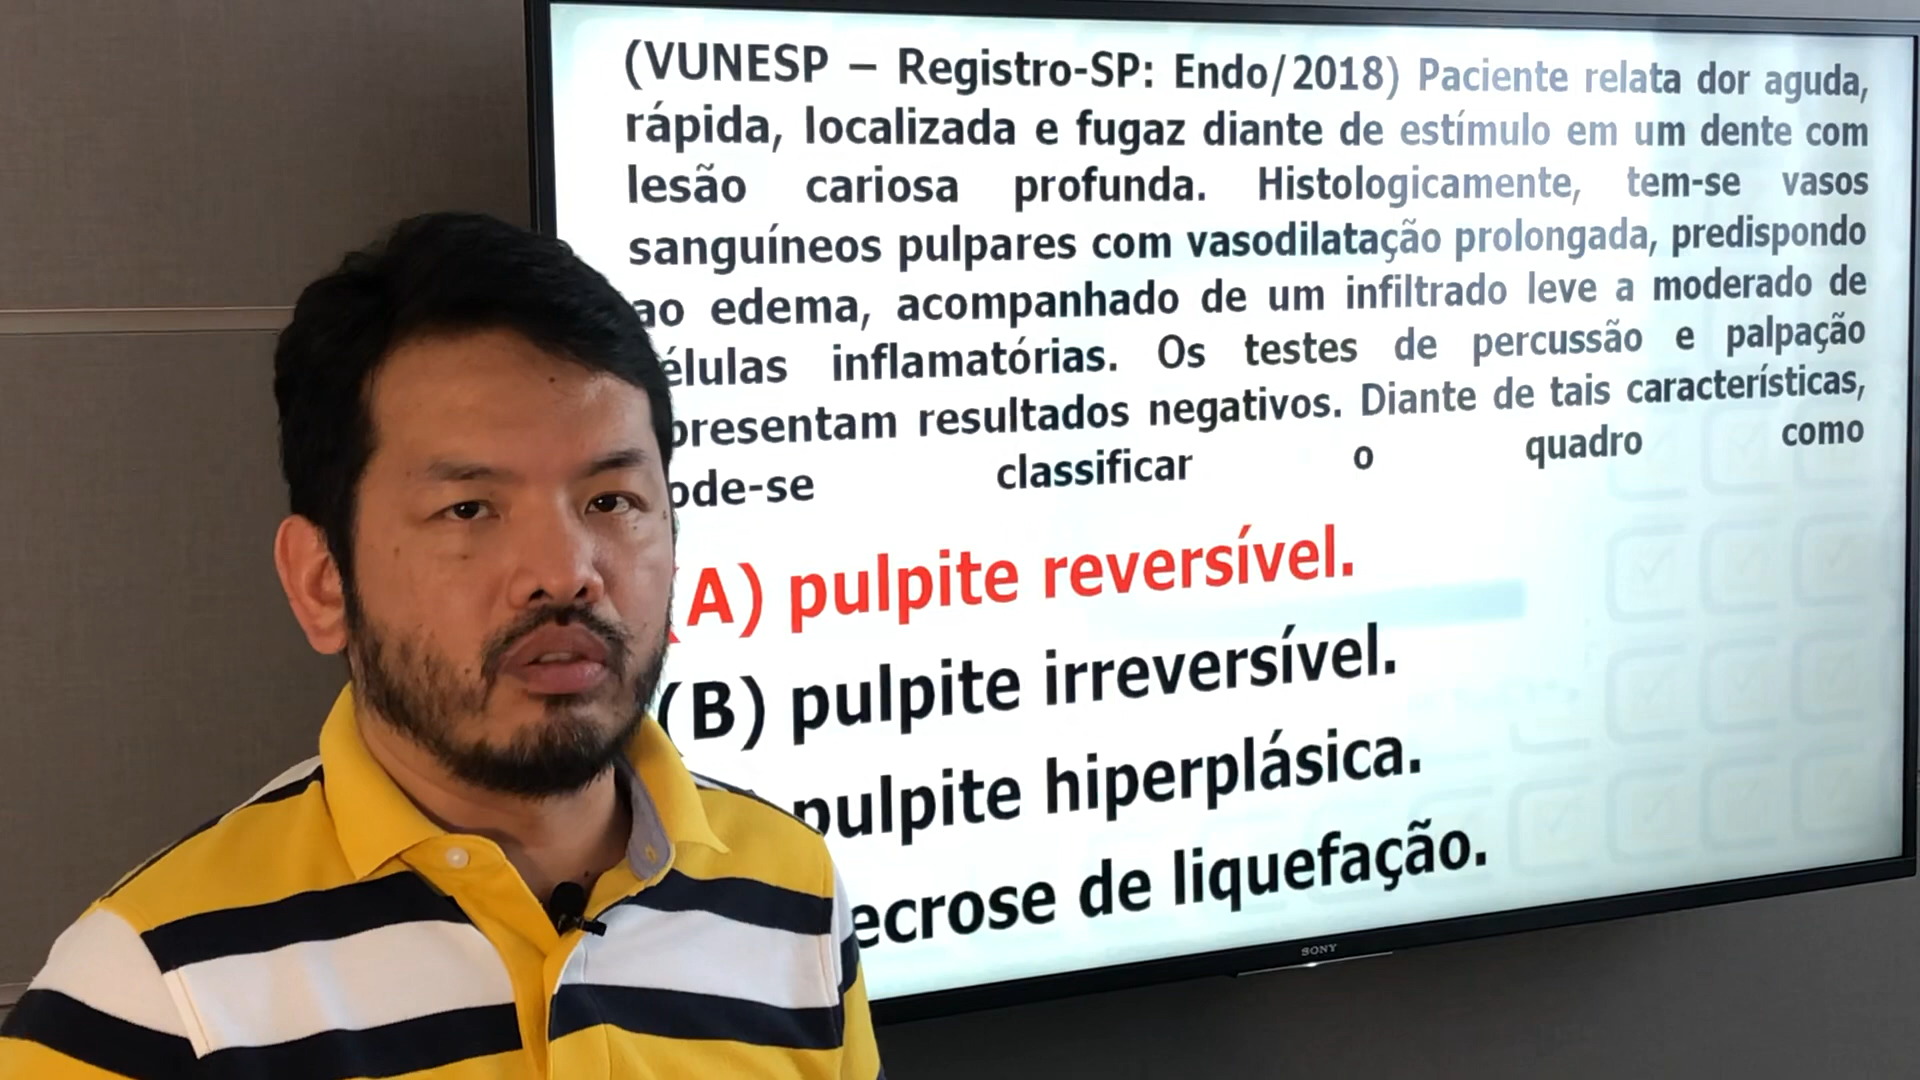 (VUNESP – Registro-SP: Endo/2018) Paciente relata dor aguda,
rápida, localizada e fugaz diante de estímulo em um dente com
lesão cariosa profunda. Histologicamente, tem-se vasos
sanguíneos pulpares com vasodilatação prolongada, predispondo
ao edema, acompanhado de um infiltrado leve a moderado de
élulas inflamatórias. Os testes de percussão e palpação
presentam resultados negativos. Diante de tais características,
ode-se classificar o quadro como
(A) pulpite reversível.
(B) pulpite irreversível.
pulpite hiperplásica.
ecrose de liquefação.
SONY